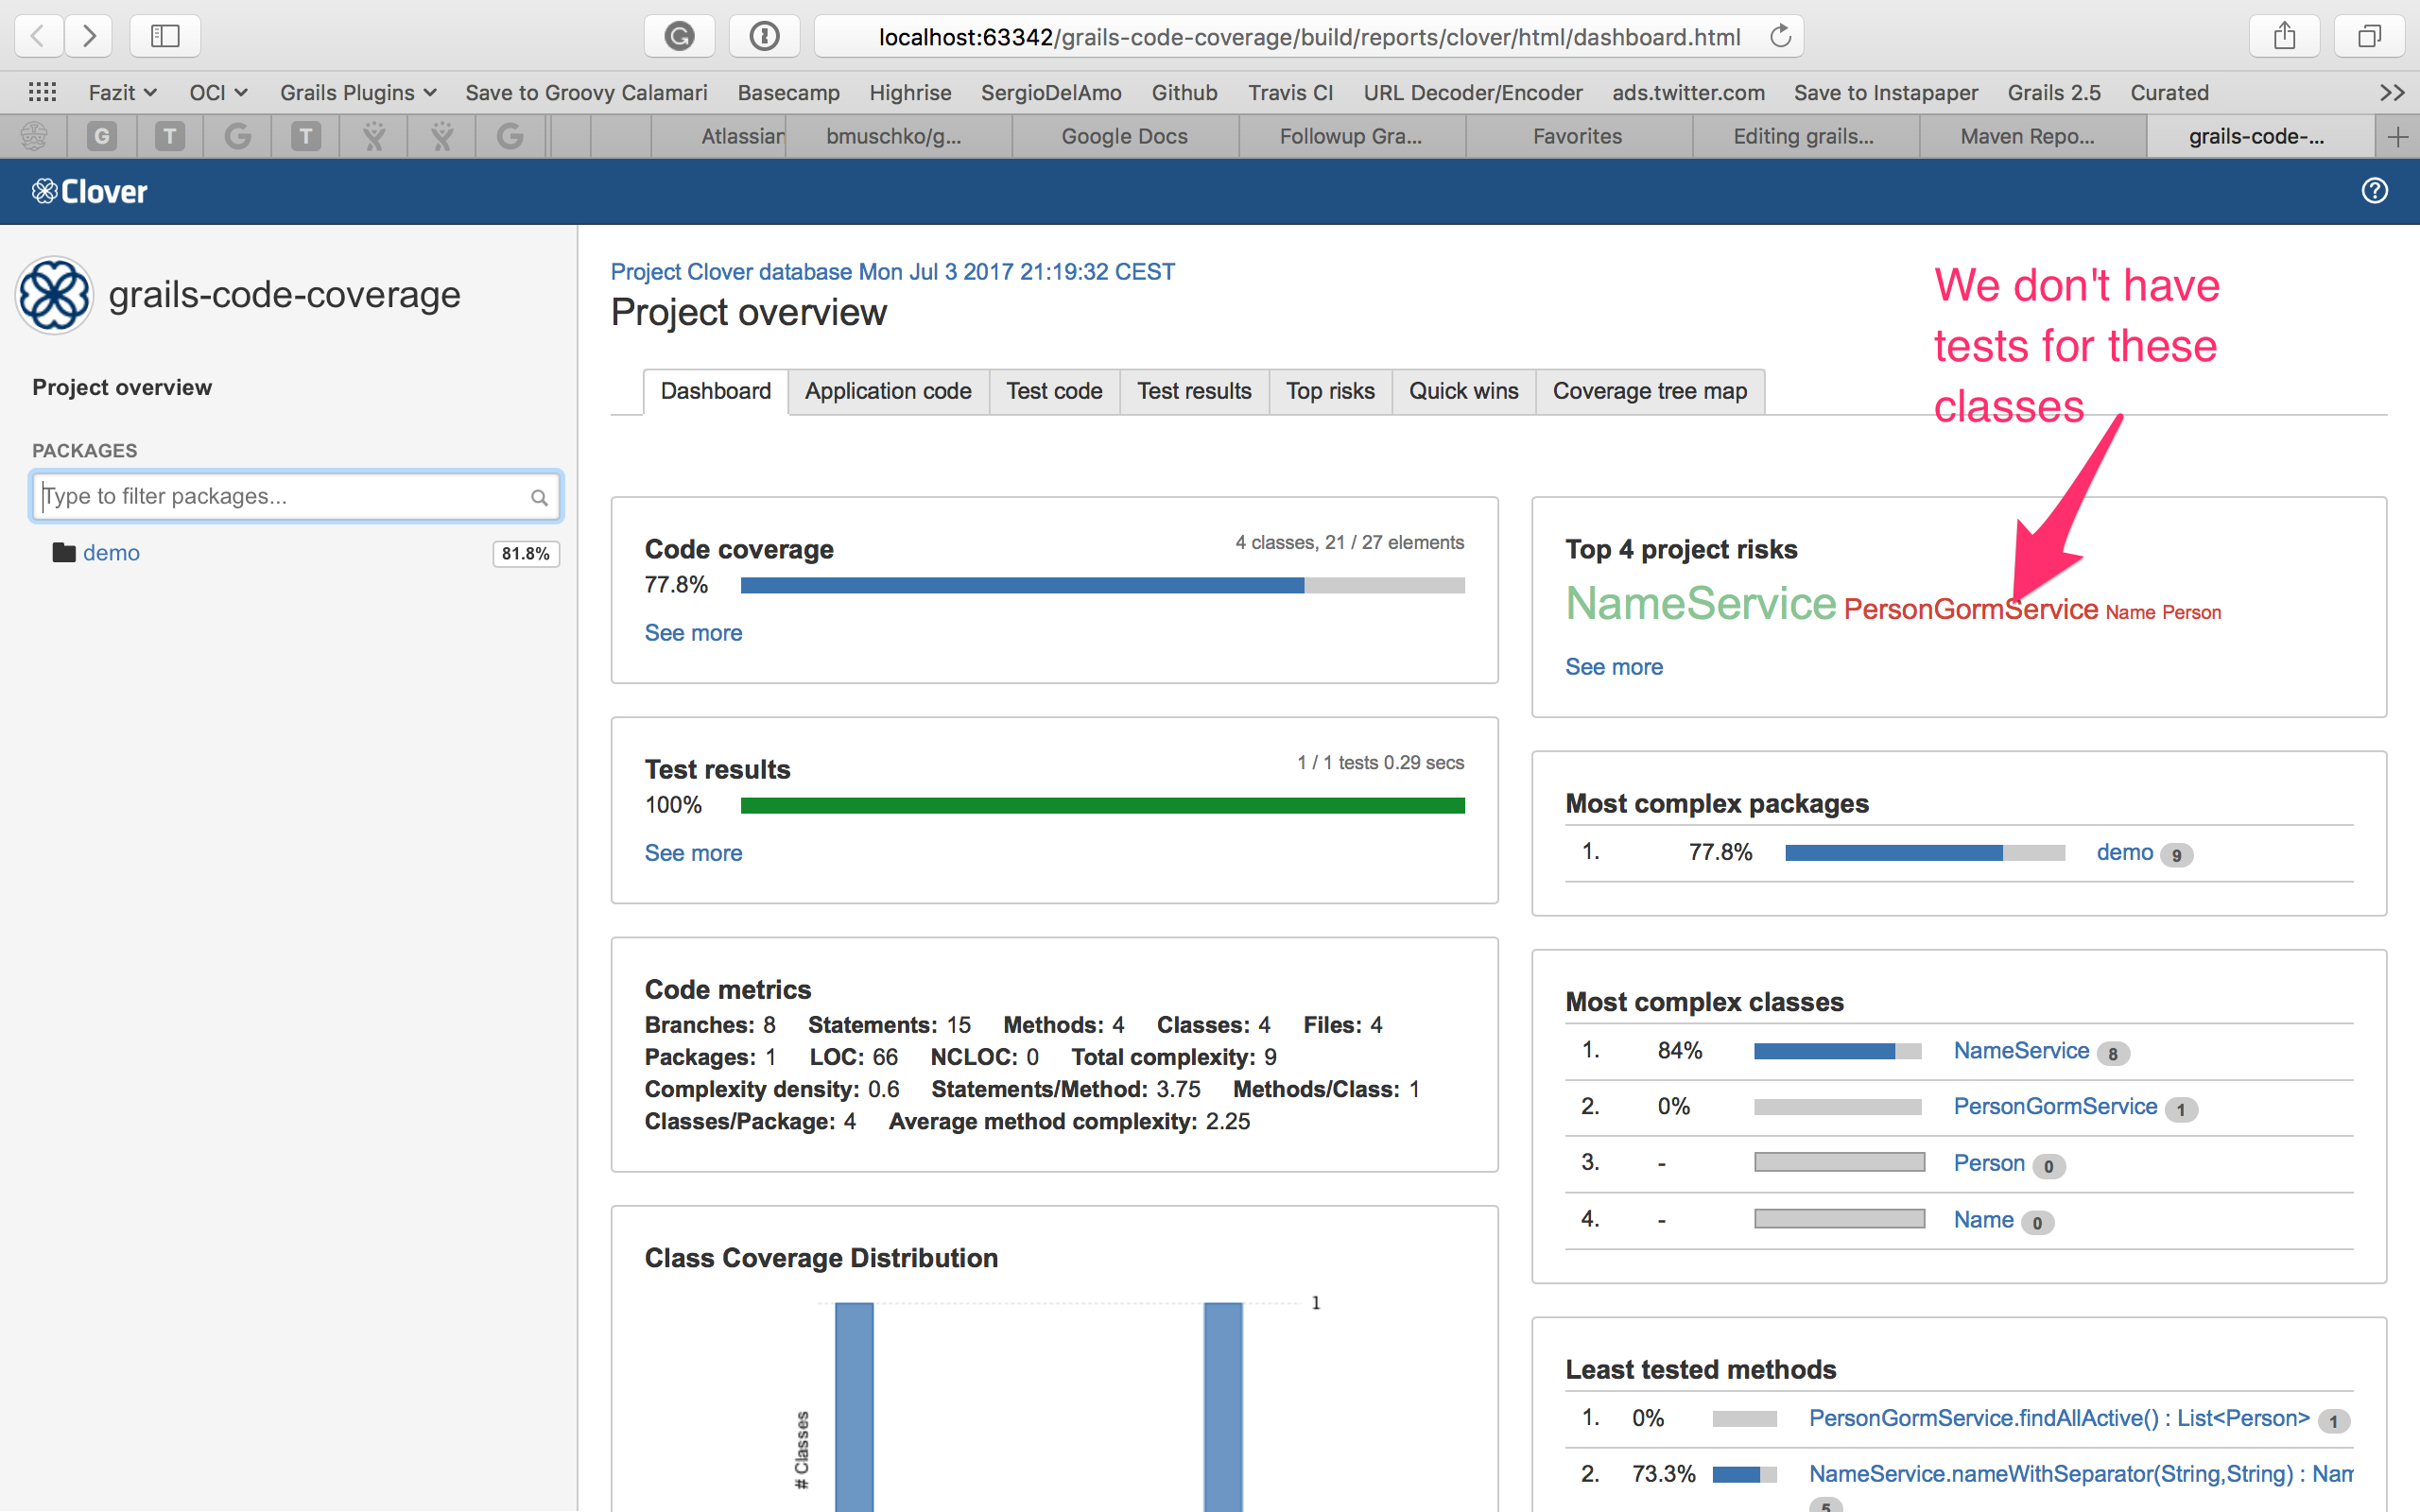 localhost:63342/grails-code-coverage/build/reports/clover/html/dashboard.html
Fazit OCI Grails Plugins Save to Groovy Calamari Basecamp Highrise SergioDelAmo Github Travis CI URL Decoder/Encoder ads.twitter.com Save to Instapaper Grails 2.5 Curated
G T G T G Atlassian bmuschko/g... Google Docs Followup Gra... Favorites Editing grails... Maven Repo... grails-code-...
Clover
grails-code-coverage
Project overview
PACKAGES
Type to filter packages...
demo 81.8%
Project Clover database Mon Jul 3 2017 21:19:32 CEST
Project overview
We don't have
tests for these
classes
Dashboard Application code Test code Test results Top risks Quick wins Coverage tree map
Code coverage 4 classes, 21 / 27 elements
77.8%
See more
Test results 1 / 1 tests 0.29 secs
100%
See more
Code metrics
Branches: 8 Statements: 15 Methods: 4 Classes: 4 Files: 4
Packages: 1 LOC: 66 NCLOC: 0 Total complexity: 9
Complexity density: 0.6 Statements/Method: 3.75 Methods/Class: 1
Classes/Package: 4 Average method complexity: 2.25
Class Coverage Distribution
1
# Classes
Top 4 project risks
NameService PersonGormService Name Person
See more
Most complex packages
1. 77.8% demo 9
Most complex classes
1. 84% NameService 8
2. 0% PersonGormService 1
3. - Person 0
4. - Name 0
Least tested methods
1. 0% PersonGormService.findAllActive() : List<Person> 1
2. 73.3% NameService.nameWithSeparator(String,String) : Nam
5